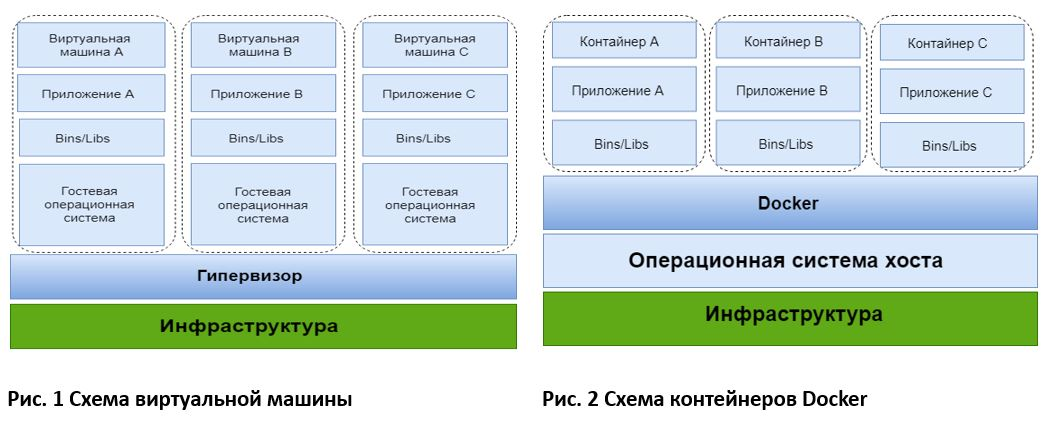 Виртуальная
машина A
Виртуальная
машина B
Виртуальная
машина C
Приложение A
Приложение B
Приложение C
Bins/Libs
Bins/Libs
Bins/Libs
Гостевая
операционная
система
Гостевая
операционная
система
Гостевая
операционная
система
Гипервизор
Инфраструктура
Рис. 1 Схема виртуальной машины
Контейнер A
Контейнер B
Контейнер C
Приложение A
Приложение B
Приложение C
Bins/Libs
Bins/Libs
Bins/Libs
Docker
Операционная система хоста
Инфраструктура
Рис. 2 Схема контейнеров Docker